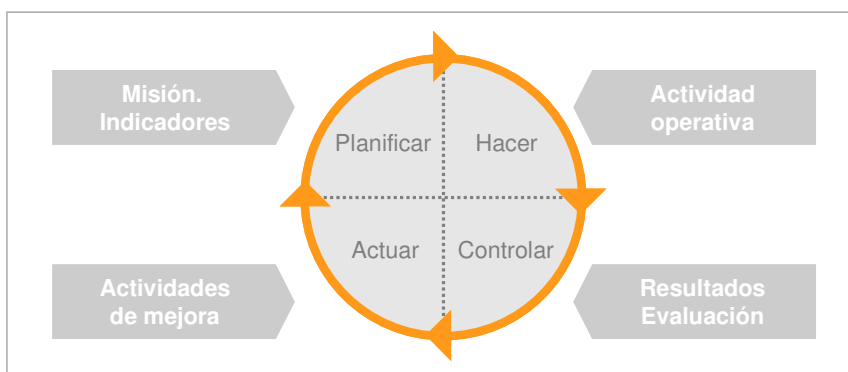 Misión.
Indicadores
Actividad
operativa
Planificar
Hacer
Actuar
Controlar
Actividades
de mejora
Resultados
Evaluación